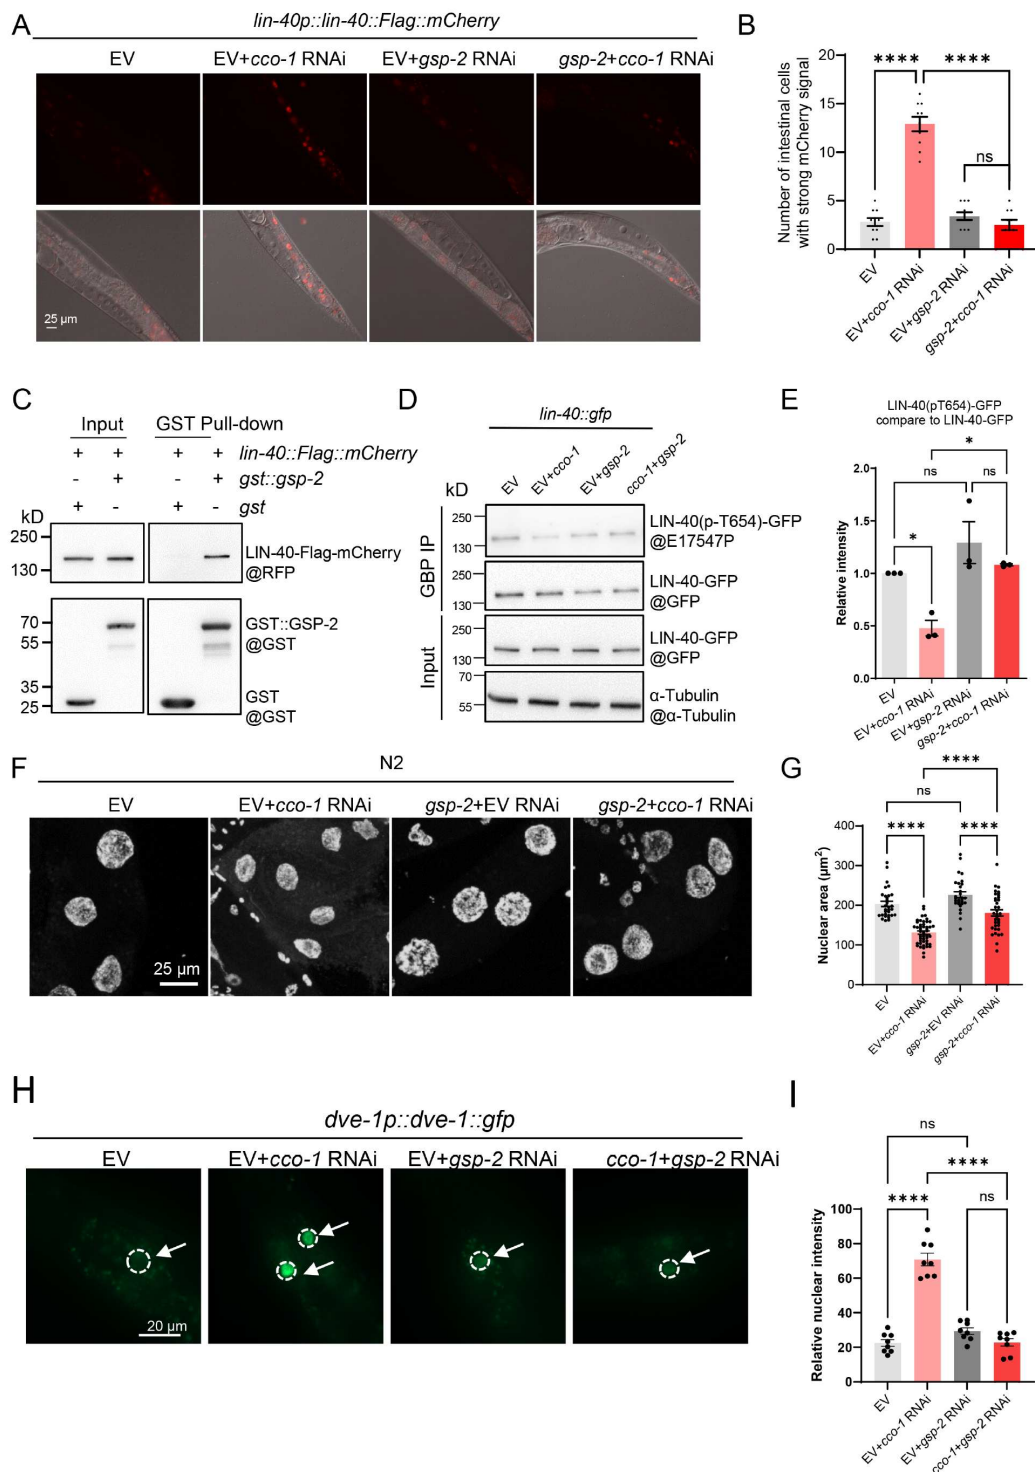 A
lin-40p::lin-40::Flag::mCherry
EV
EV+cco-1 RNAi
EV+gsp-2 RNAi
gsp-2+cco-1 RNAi
25 µm
B
Number of intestinal cells
with strong mCherry signal
20
15
10
5
0
****
****
ns
EV
EV+cco-1 RNAi
EV+gsp-2 RNAi
gsp-2+cco-1 RNAi
C
Input
GST Pull-down
+ + + + lin-40::Flag::mCherry
- + - + gst::gsp-2
+ - + - gst
kD
250
130
LIN-40-Flag-mCherry
@RFP
70
55
GST::GSP-2
@GST
35
25
GST
@GST
D
lin-40::gfp
EV
EV+cco-1
EV+gsp-2
cco-1+gsp-2
kD
GBP IP
250
130
LIN-40(p-T654)-GFP
@E17547P
250
130
LIN-40-GFP
@GFP
Input
250
130
LIN-40-GFP
@GFP
70
55
α-Tubulin
@α-Tubulin
E
LIN-40(pT654)-GFP
compare to LIN-40-GFP
Relative intensity
2.0
1.5
1.0
0.5
0.0
*
ns
ns
*
EV
EV+cco-1 RNAi
EV+gsp-2 RNAi
gsp-2+cco-1 RNAi
F
N2
EV
EV+cco-1 RNAi
gsp-2+EV RNAi
gsp-2+cco-1 RNAi
25 µm
G
Nuclear area (µm²)
400
300
200
100
0
****
ns
****
****
EV
EV+cco-1 RNAi
gsp-2+EV RNAi
gsp-2+cco-1 RNAi
H
dve-1p::dve-1::gfp
EV
EV+cco-1 RNAi
EV+gsp-2 RNAi
cco-1+gsp-2 RNAi
20 µm
I
Relative nuclear intensity
100
80
60
40
20
0
ns
****
****
ns
EV
EV+cco-1 RNAi
EV+gsp-2 RNAi
cco-1+gsp-2 RNAi